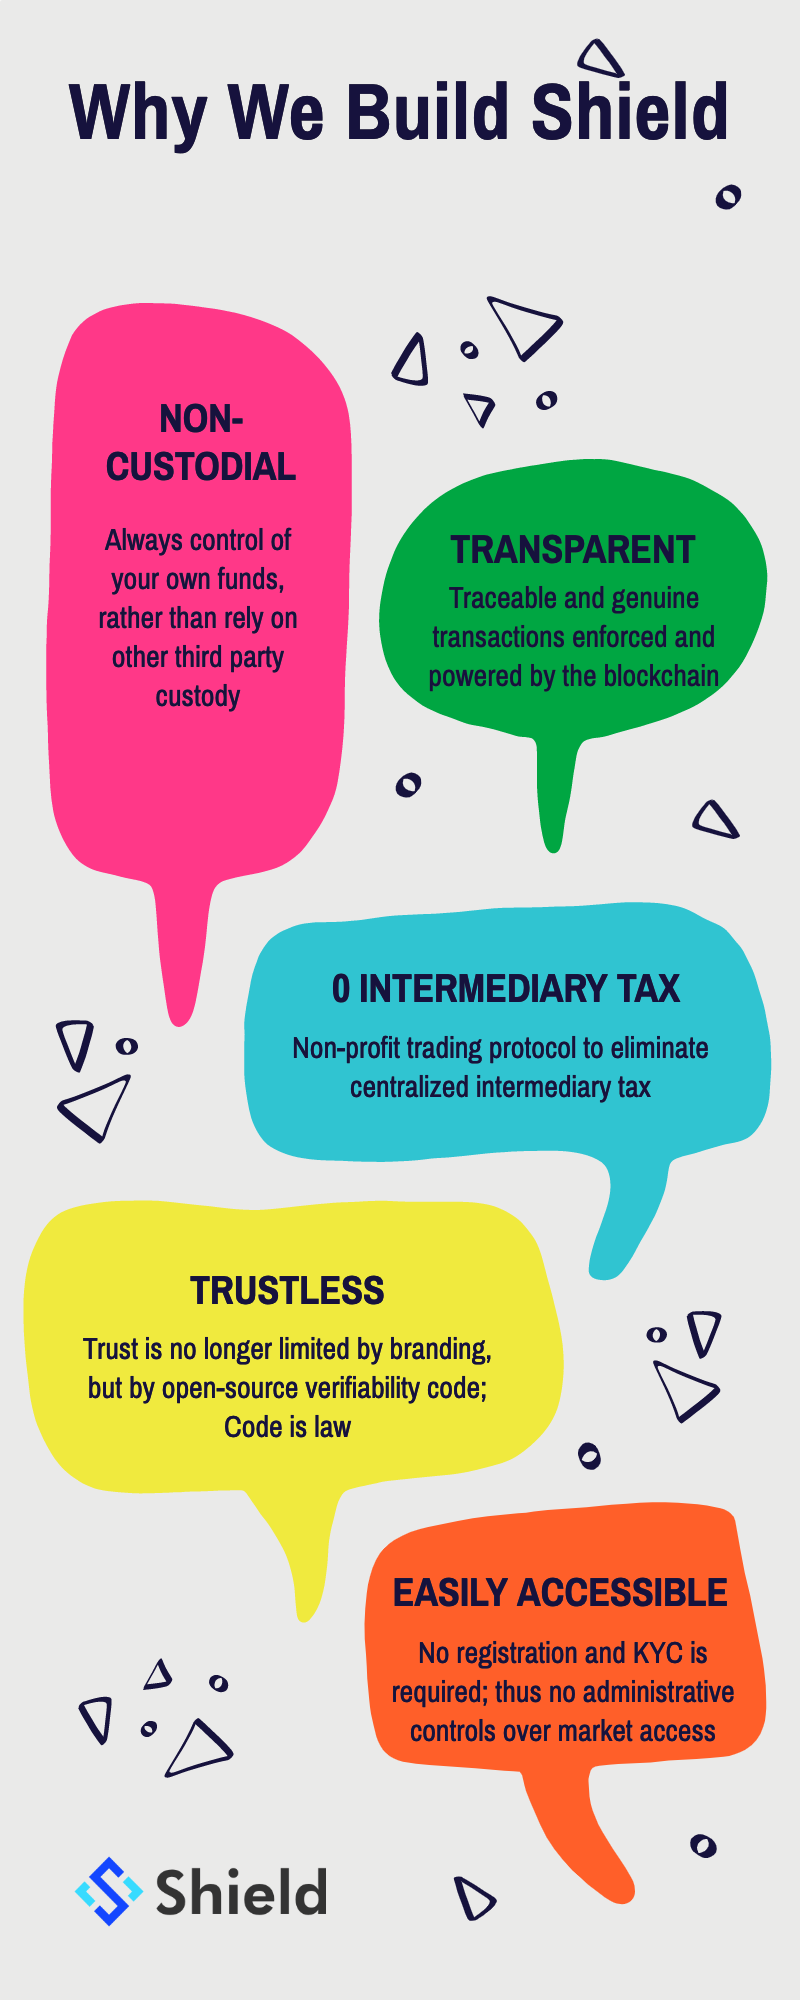 Why We Build Shield
NON-
CUSTODIAL
Always control of
your own funds,
rather than rely on
other third party
custody
TRANSPARENT
Traceable and genuine
transactions enforced and
powered by the blockchain
0 INTERMEDIARY TAX
Non-profit trading protocol to eliminate
centralized intermediary tax
TRUSTLESS
Trust is no longer limited by branding,
but by open-source verifiability code;
Code is law
EASILY ACCESSIBLE
No registration and KYC is
required; thus no administrative
controls over market access
Shield